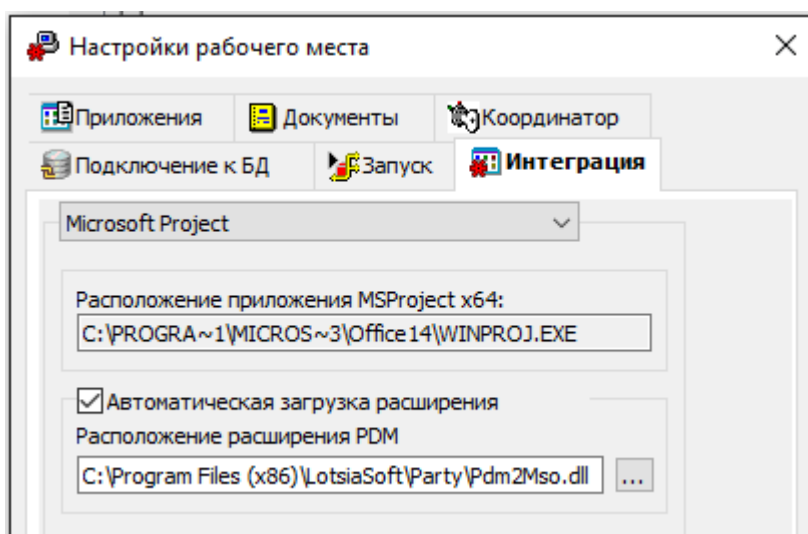 Настройки рабочего места
Приложения Документы Координатор
Подключение к БД Запуск Интеграция
Microsoft Project
Расположение приложения MSProject x64:
C:\PROGRA~1\MICROS~3\Office14\WINPROJ.EXE
Автоматическая загрузка расширения
Расположение расширения PDM
C:\Program Files (x86)\LotsiaSoft\Party\Pdm2Mso.dll ...